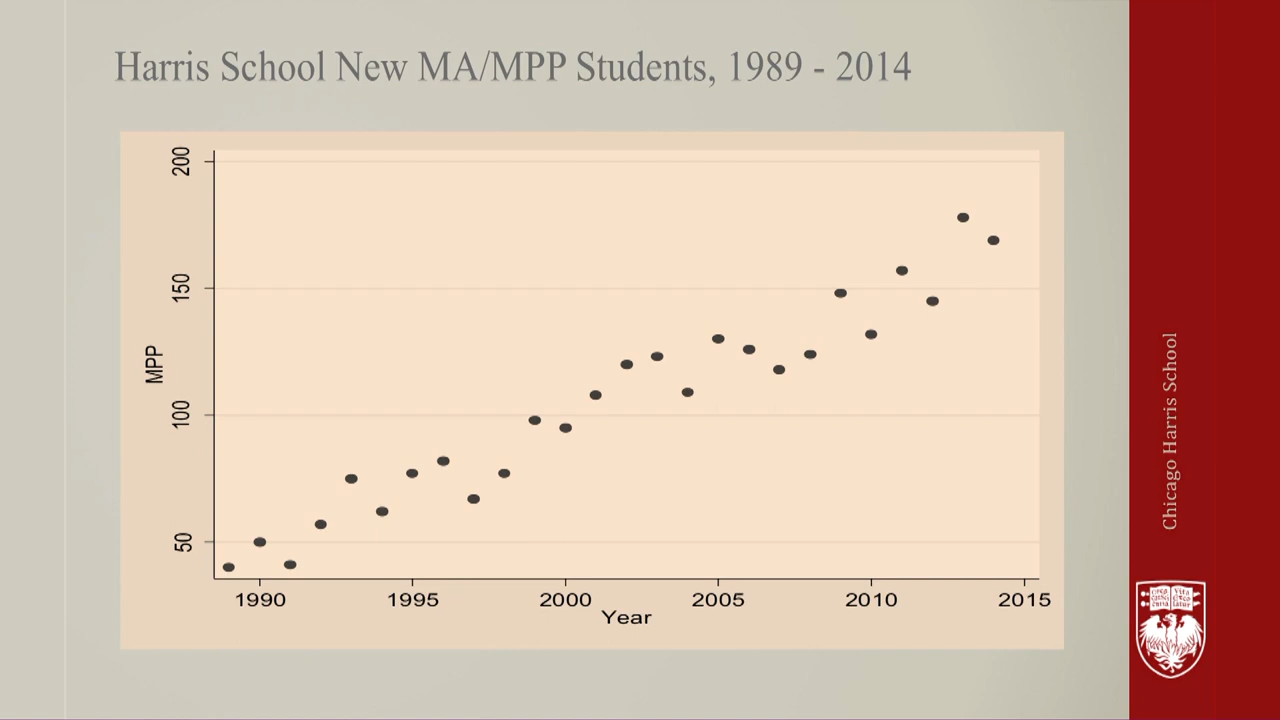 Harris School New MA/MPP Students, 1989 - 2014
200
150
100
50
MPP
1990 1995 2000 2005 2010 2015
Year
Chicago Harris School